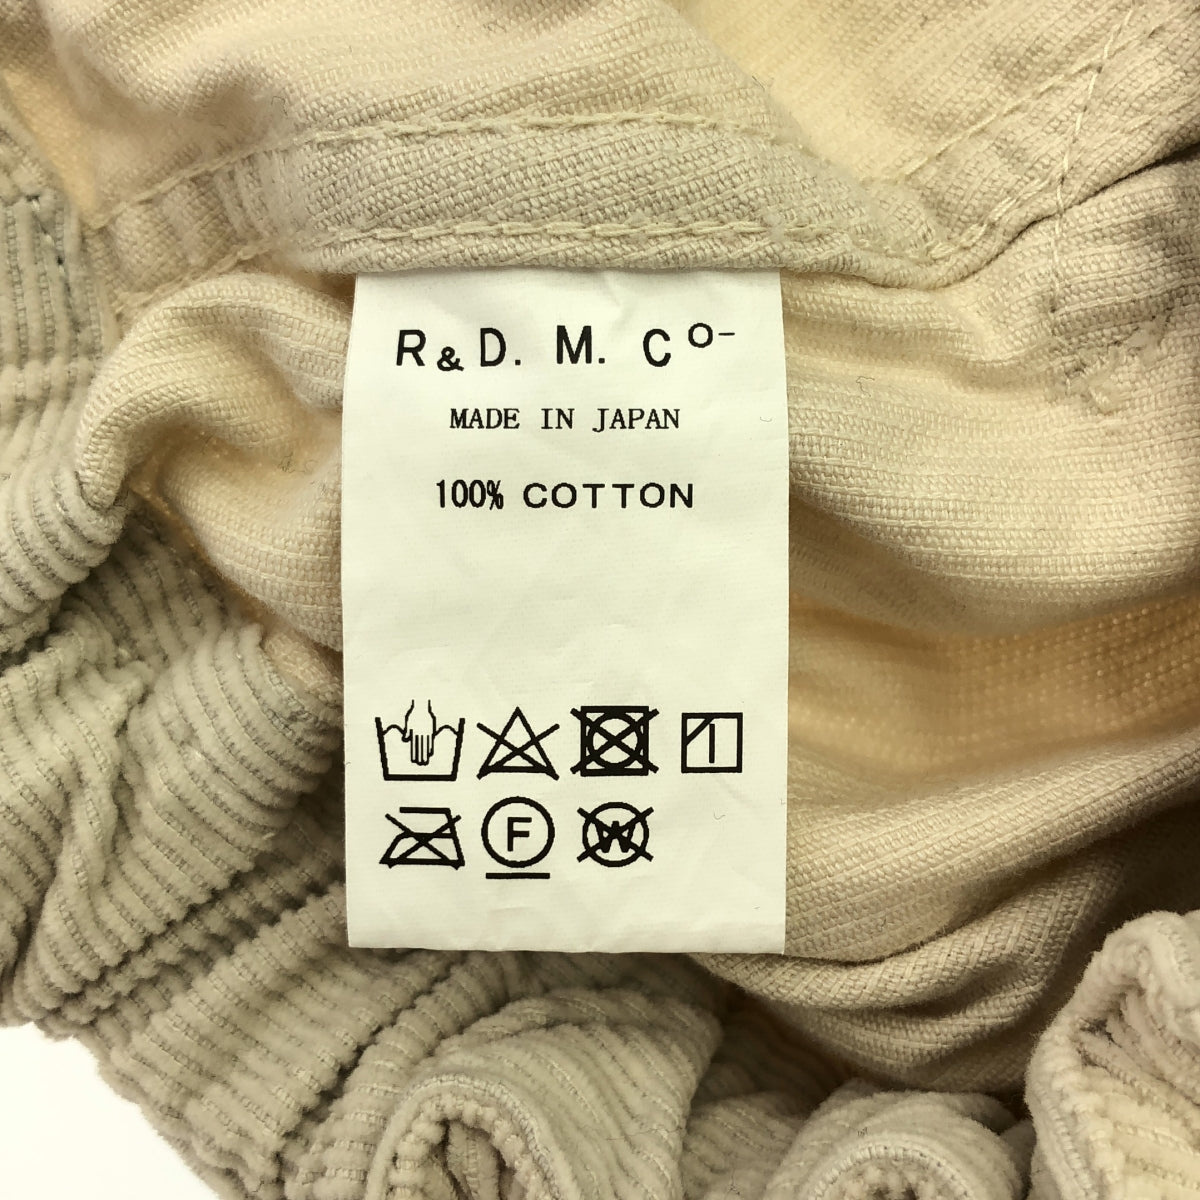 R&D. M. Co-
MADE IN JAPAN
100% COTTON
F
W